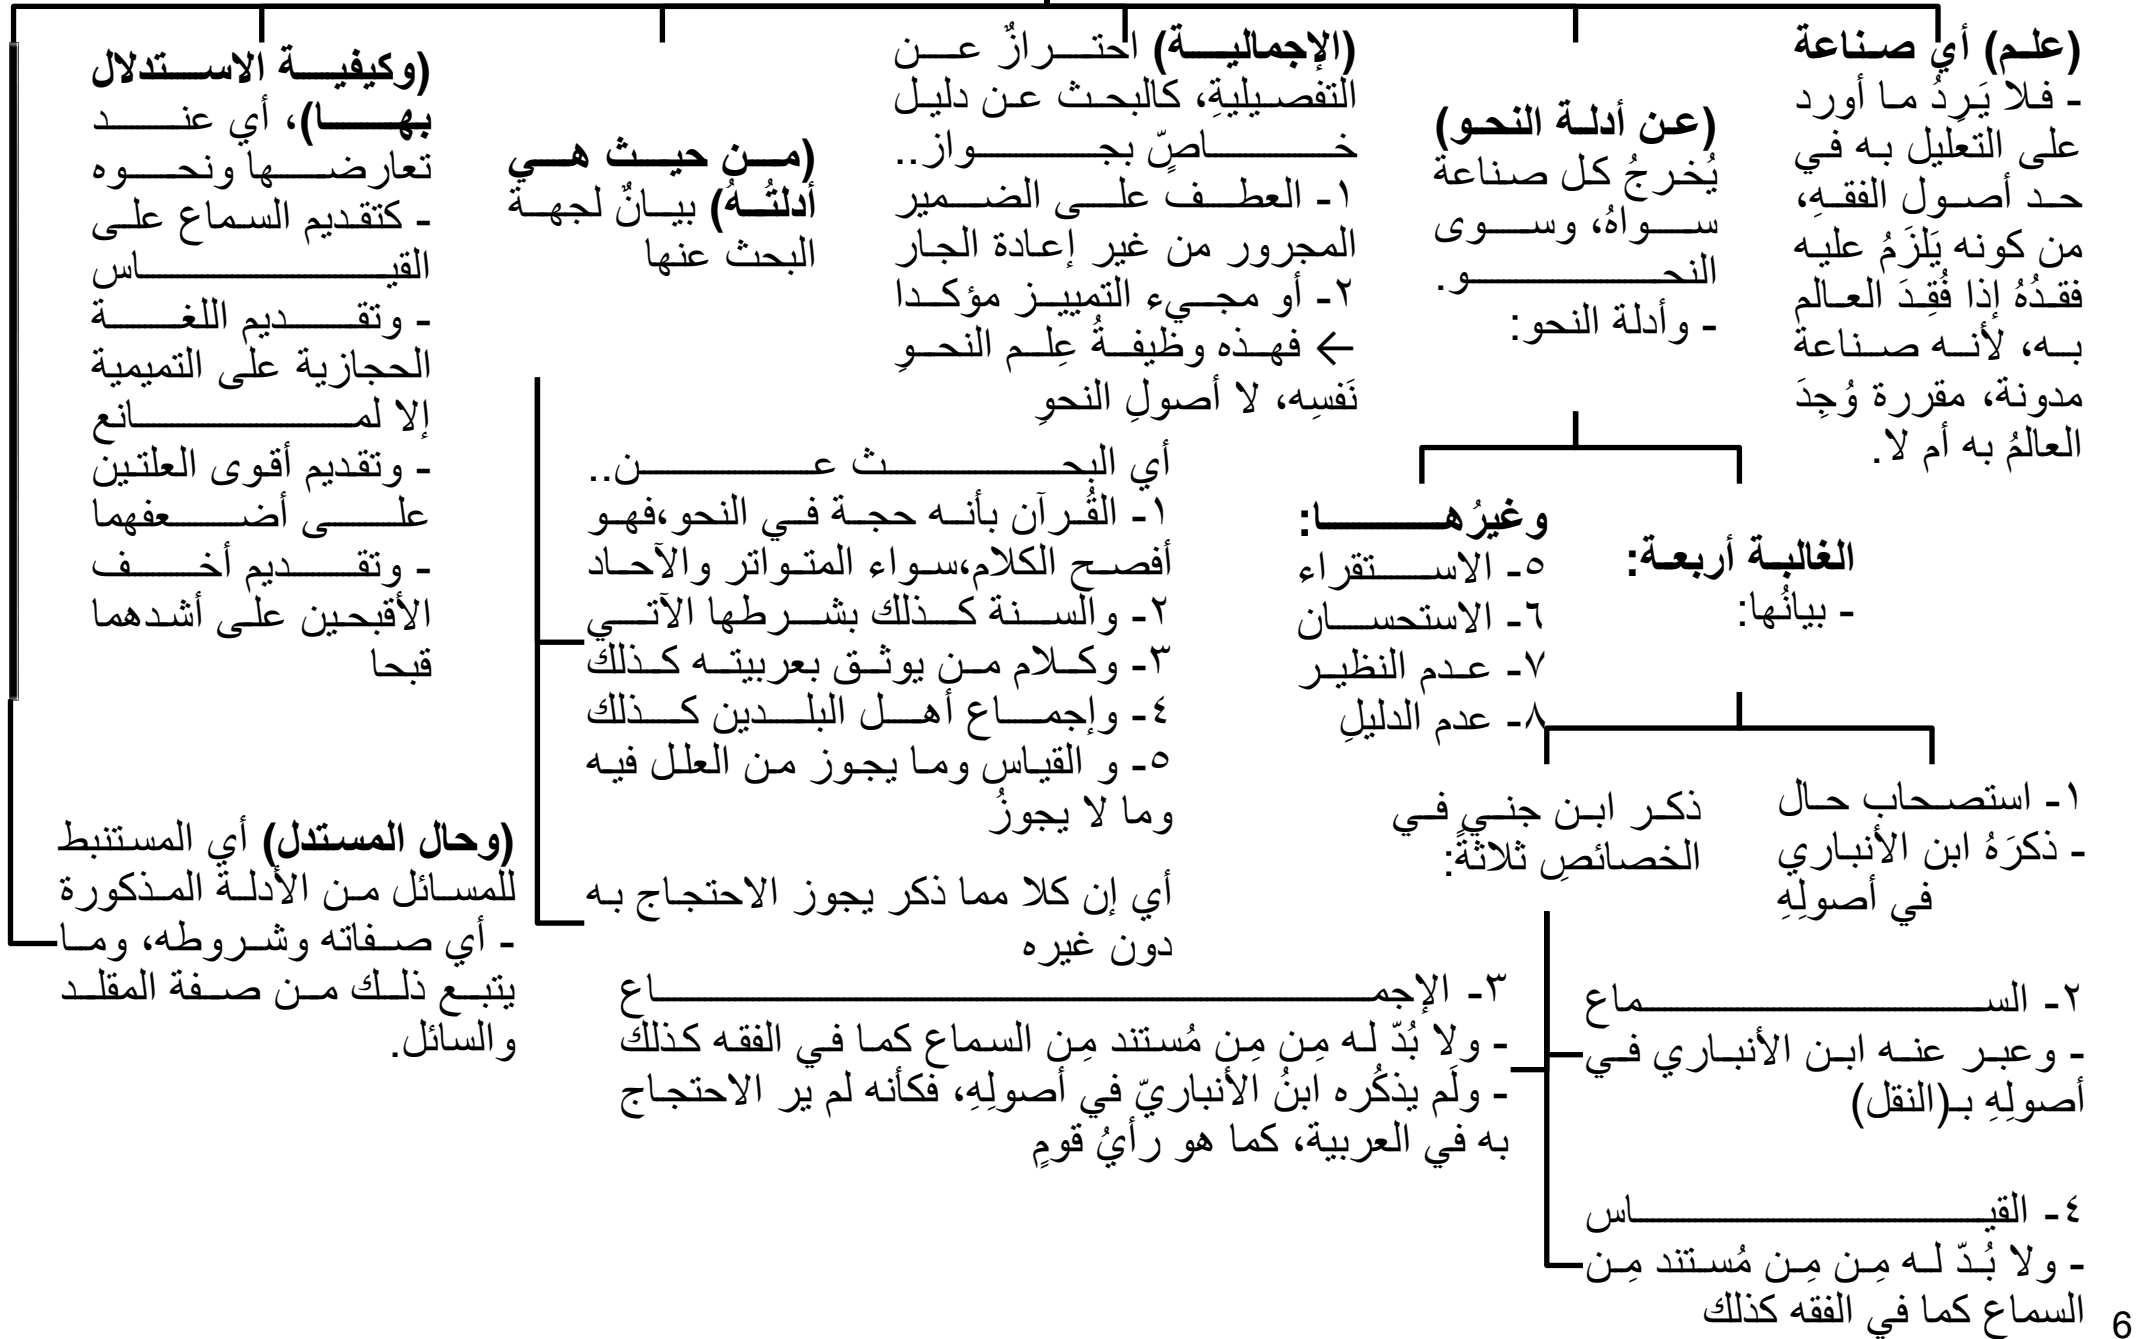 (علم) أي صناعة
- فلا يَرِدُ ما أورد
على التعليل به في
حد أصول الفقهِ،
من كونه يَلزَمُ عليه
فقدُهُ إذا فُقِدَ العالم
به، لأنه صناعة
مدونة، مقررة وُجِدَ
العالمُ به أم لا.
(عن أدلة النحو)
يُخرجُ كل صناعة
سواهُ، وسوى
النحو.
- وأدلة النحو:
الغالبة أربعة:
- بيانُها:
١- استصحاب حال
- ذكرَهُ ابن الأنباري
في أصولِهِ
ذكر ابن جني في
الخصائصِ ثلاثةً:
٢- السماع
- وعبر عنه ابن الأنباري في
أصولِهِ بـ(النقل)
٣- الإجماع
- ولا بُدّ له مِن مِن مُستند مِن السماع كما في الفقه كذلك
- ولَم يذكُره ابنُ الأنباريّ في أصولِهِ، فكأنه لم ير الاحتجاج
به في العربية، كما هو رأيُ قومٍ
٤- القياس
- ولا بُدّ له مِن مِن مُستند مِن
السماع كما في الفقه كذلك
وغيرُها:
٥- الاستقراء
٦- الاستحسان
٧- عدم النظير
٨- عدم الدليلِ
(الإجمالية) احترازٌ عن
التفصيليةِ، كالبحث عن دليل
خاصّ بجواز..
١- العطف على الضمير
المجرور من غير إعادة الجار
٢- أو مجيء التمييز مؤكدا
← فهذه وظيفةُ عِلم النحوِ
نَفسِه، لا أصولِ النحوِ
(من حيث هي
أدلتُهُ) بيانٌ لجهة
البحث عنها
أي البحث عن..
١- القُرآن بأنه حجة في النحو،فهو
أفصح الكلام،سواء المتواتر والآحاد
٢- والسنة كذلك بشرطها الآتي
٣- وكلام من يوثق بعربيته كذلك
٤- وإجماع أهل البلدين كذلك
٥- و القياس وما يجوز من العلل فيه
وما لا يجوزُ
أي إن كلا مما ذكر يجوز الاحتجاج به
دون غيره
(وكيفية الاستدلال
بها)، أي عند
تعارضها ونحوه
- كتقديم السماع على
القياس
- وتقديم اللغة
الحجازية على التميمية
إلا لمانع
- وتقديم أقوى العلتين
على أضعفهما
- وتقديم أخف
الأقبحين على أشدهما
قبحا
(وحال المستدل) أي المستنبط
للمسائل من الأدلة المذكورة
- أي صفاته وشروطه، وما
يتبع ذلك من صفة المقلد
والسائل.
6